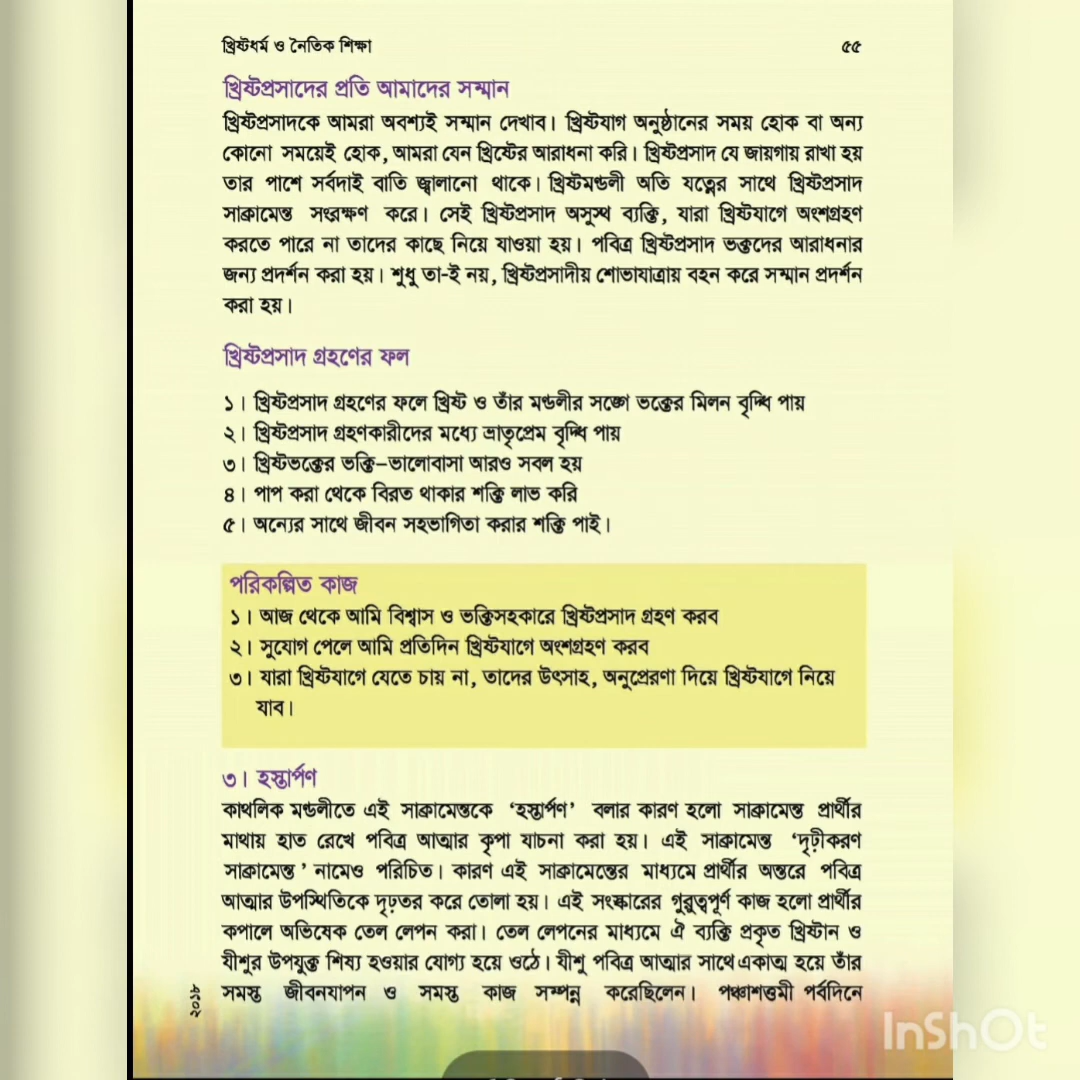 খ্রিষ্টধর্ম ও নৈতিক শিক্ষা ৫৫
খ্রিষ্টপ্রসাদের প্রতি আমাদের সম্মান
খ্রিষ্টপ্রসাদকে আমরা অবশ্যই সম্মান দেখাব। খ্রিষ্টযাগ অনুষ্ঠানের সময় হোক বা অন্য
কোনো সময়েই হোক, আমরা যেন খ্রিষ্টের আরাধনা করি। খ্রিষ্টপ্রসাদ যে জায়গায় রাখা হয়
তার পাশে সর্বদাই বাতি জ্বালানো থাকে। খ্রিষ্টমণ্ডলী অতি যত্নের সাথে খ্রিষ্টপ্রসাদ
সাক্রামেন্ত সংরক্ষণ করে। সেই খ্রিষ্টপ্রসাদ অসুস্থ ব্যক্তি, যারা খ্রিষ্টযাগে অংশগ্রহণ
করতে পারে না তাদের কাছে নিয়ে যাওয়া হয়। পবিত্র খ্রিষ্টপ্রসাদ ভক্তদের আরাধনার
জন্য প্রদর্শন করা হয়। শুধু তা-ই নয়, খ্রিষ্টপ্রসাদীয় শোভাযাত্রায় বহন করে সম্মান প্রদর্শন
করা হয়।
খ্রিষ্টপ্রসাদ গ্রহণের ফল
১। খ্রিষ্টপ্রসাদ গ্রহণের ফলে খ্রিষ্ট ও তাঁর মণ্ডলীর সঙ্গে ভক্তের মিলন বৃদ্ধি পায়
২। খ্রিষ্টপ্রসাদ গ্রহণকারীদের মধ্যে ভ্রাতৃপ্রেম বৃদ্ধি পায়
৩। খ্রিষ্টভক্তের ভক্তি–ভালোবাসা আরও সবল হয়
৪। পাপ করা থেকে বিরত থাকার শক্তি লাভ করি
৫। অন্যের সাথে জীবন সহভাগিতা করার শক্তি পাই।
পরিকল্পিত কাজ
১। আজ থেকে আমি বিশ্বাস ও ভক্তিসহকারে খ্রিষ্টপ্রসাদ গ্রহণ করব
২। সুযোগ পেলে আমি প্রতিদিন খ্রিষ্টযাগে অংশগ্রহণ করব
৩। যারা খ্রিষ্টযাগে যেতে চায় না, তাদের উৎসাহ, অনুপ্রেরণা দিয়ে খ্রিষ্টযাগে নিয়ে
যাব।
৩। হস্তার্পণ
কাথলিক মণ্ডলীতে এই সাক্রামেন্তকে ‘হস্তার্পণ’ বলার কারণ হলো সাক্রামেন্ত প্রার্থীর
মাথায় হাত রেখে পবিত্র আত্মার কৃপা যাচনা করা হয়। এই সাক্রামেন্ত ‘দৃঢ়ীকরণ
সাক্রামেন্ত’ নামেও পরিচিত। কারণ এই সাক্রামেন্তের মাধ্যমে প্রার্থীর অন্তরে পবিত্র
আত্মার উপস্থিতিকে দৃঢ়তর করে তোলা হয়। এই সংস্কারের গুরুত্বপূর্ণ কাজ হলো প্রার্থীর
কপালে অভিষেক তেল লেপন করা। তেল লেপনের মাধ্যমে ঐ ব্যক্তি প্রকৃত খ্রিষ্টান ও
যীশুর উপযুক্ত শিষ্য হওয়ার যোগ্য হয়ে ওঠে। যীশু পবিত্র আত্মার সাথে একাত্ম হয়ে তাঁর
সমস্ত জীবনযাপন ও সমস্ত কাজ সম্পন্ন করেছিলেন। পঞ্চাশত্তমী পর্বদিনে
২০১৮
InShOt